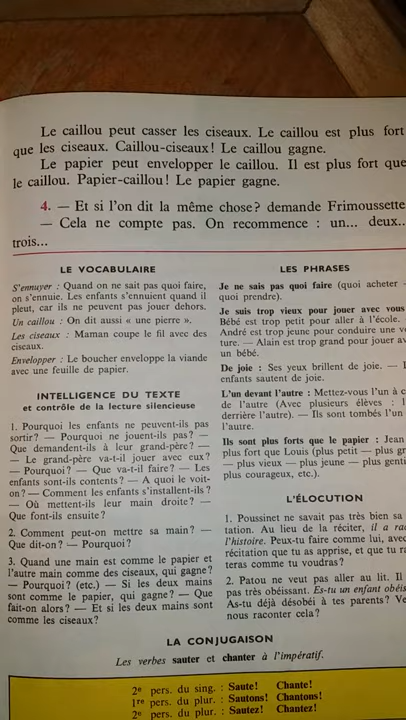 Le caillou peut casser les ciseaux. Le caillou est plus fort
que les ciseaux. Caillou-ciseaux! Le caillou gagne.
Le papier peut envelopper le caillou. Il est plus fort que
le caillou. Papier-caillou! Le papier gagne.
4. — Et si l'on dit la même chose? demande Frimoussette
— Cela ne compte pas. On recommence : un... deux...
trois...
LE VOCABULAIRE
S'ennuyer : Quand on ne sait pas quoi faire,
on s'ennuie. Les enfants s'ennuient quand il
pleut, car ils ne peuvent pas jouer dehors.
Un caillou : On dit aussi « une pierre ».
Les ciseaux : Maman coupe le fil avec des
ciseaux.
Envelopper : Le boucher enveloppe la viande
avec une feuille de papier.
INTELLIGENCE DU TEXTE
et contrôle de la lecture silencieuse
1. Pourquoi les enfants ne peuvent-ils pas
sortir? — Pourquoi ne jouent-ils pas? —
Que demandent-ils à leur grand-père? —
— Le grand-père va-t-il jouer avec eux?
— Pourquoi? — Que va-t-il faire? — Les
enfants sont-ils contents? — A quoi le voit-
on? — Comment les enfants s'installent-ils?
— Où mettent-ils leur main droite? —
Que font-ils ensuite?
2. Comment peut-on mettre sa main? —
Que dit-on? — Pourquoi?
3. Quand une main est comme le papier et
l'autre main comme des ciseaux, qui gagne?
— Pourquoi? (etc.) — Si les deux mains
sont comme le papier, qui gagne? — Que
fait-on alors? — Et si les deux mains sont
comme les ciseaux?
LES PHRASES
Je ne sais pas quoi faire (quoi acheter -
quoi prendre).
Je suis trop vieux pour jouer avec vous
Bébé est trop petit pour aller à l'école.
André est trop jeune pour conduire une
ture. — Alain est trop grand pour jouer
un bébé.
De joie : Ses yeux brillent de joie. —
enfants sautent de joie.
L'un devant l'autre : Mettez-vous l'un à
de l'autre (Avec plusieurs élèves :
derrière l'autre). — Ils sont tombés l'un
l'aurre.
Ils sont plus forts que le papier : Jean
plus fort que Louis (plus petit — plus
— plus vieux — plus jeune — plus
plus courageux, etc.).
L'ÉLOCUTION
1. Poussinet ne savait pas très bien sa
tation. Au lieu de la réciter, il a
l'histoire. Peux-tu faire comme lui, avec
récitation que tu as apprise, et que tu
teras comme tu voudras?
2. Patou ne veut pas aller au lit. Il
pas très obéissant. Es-tu un enfant
As-tu déjà désobéi à tes parents?
nous raconter cela?
LA CONJUGAISON
Les verbes sauter et chanter à l'impératif.
2e pers. du sing. : Saute! Chante!
1re pers. du plur. : Sautons! Chantons!
2e pers. du plur. : Sautez! Chantez!